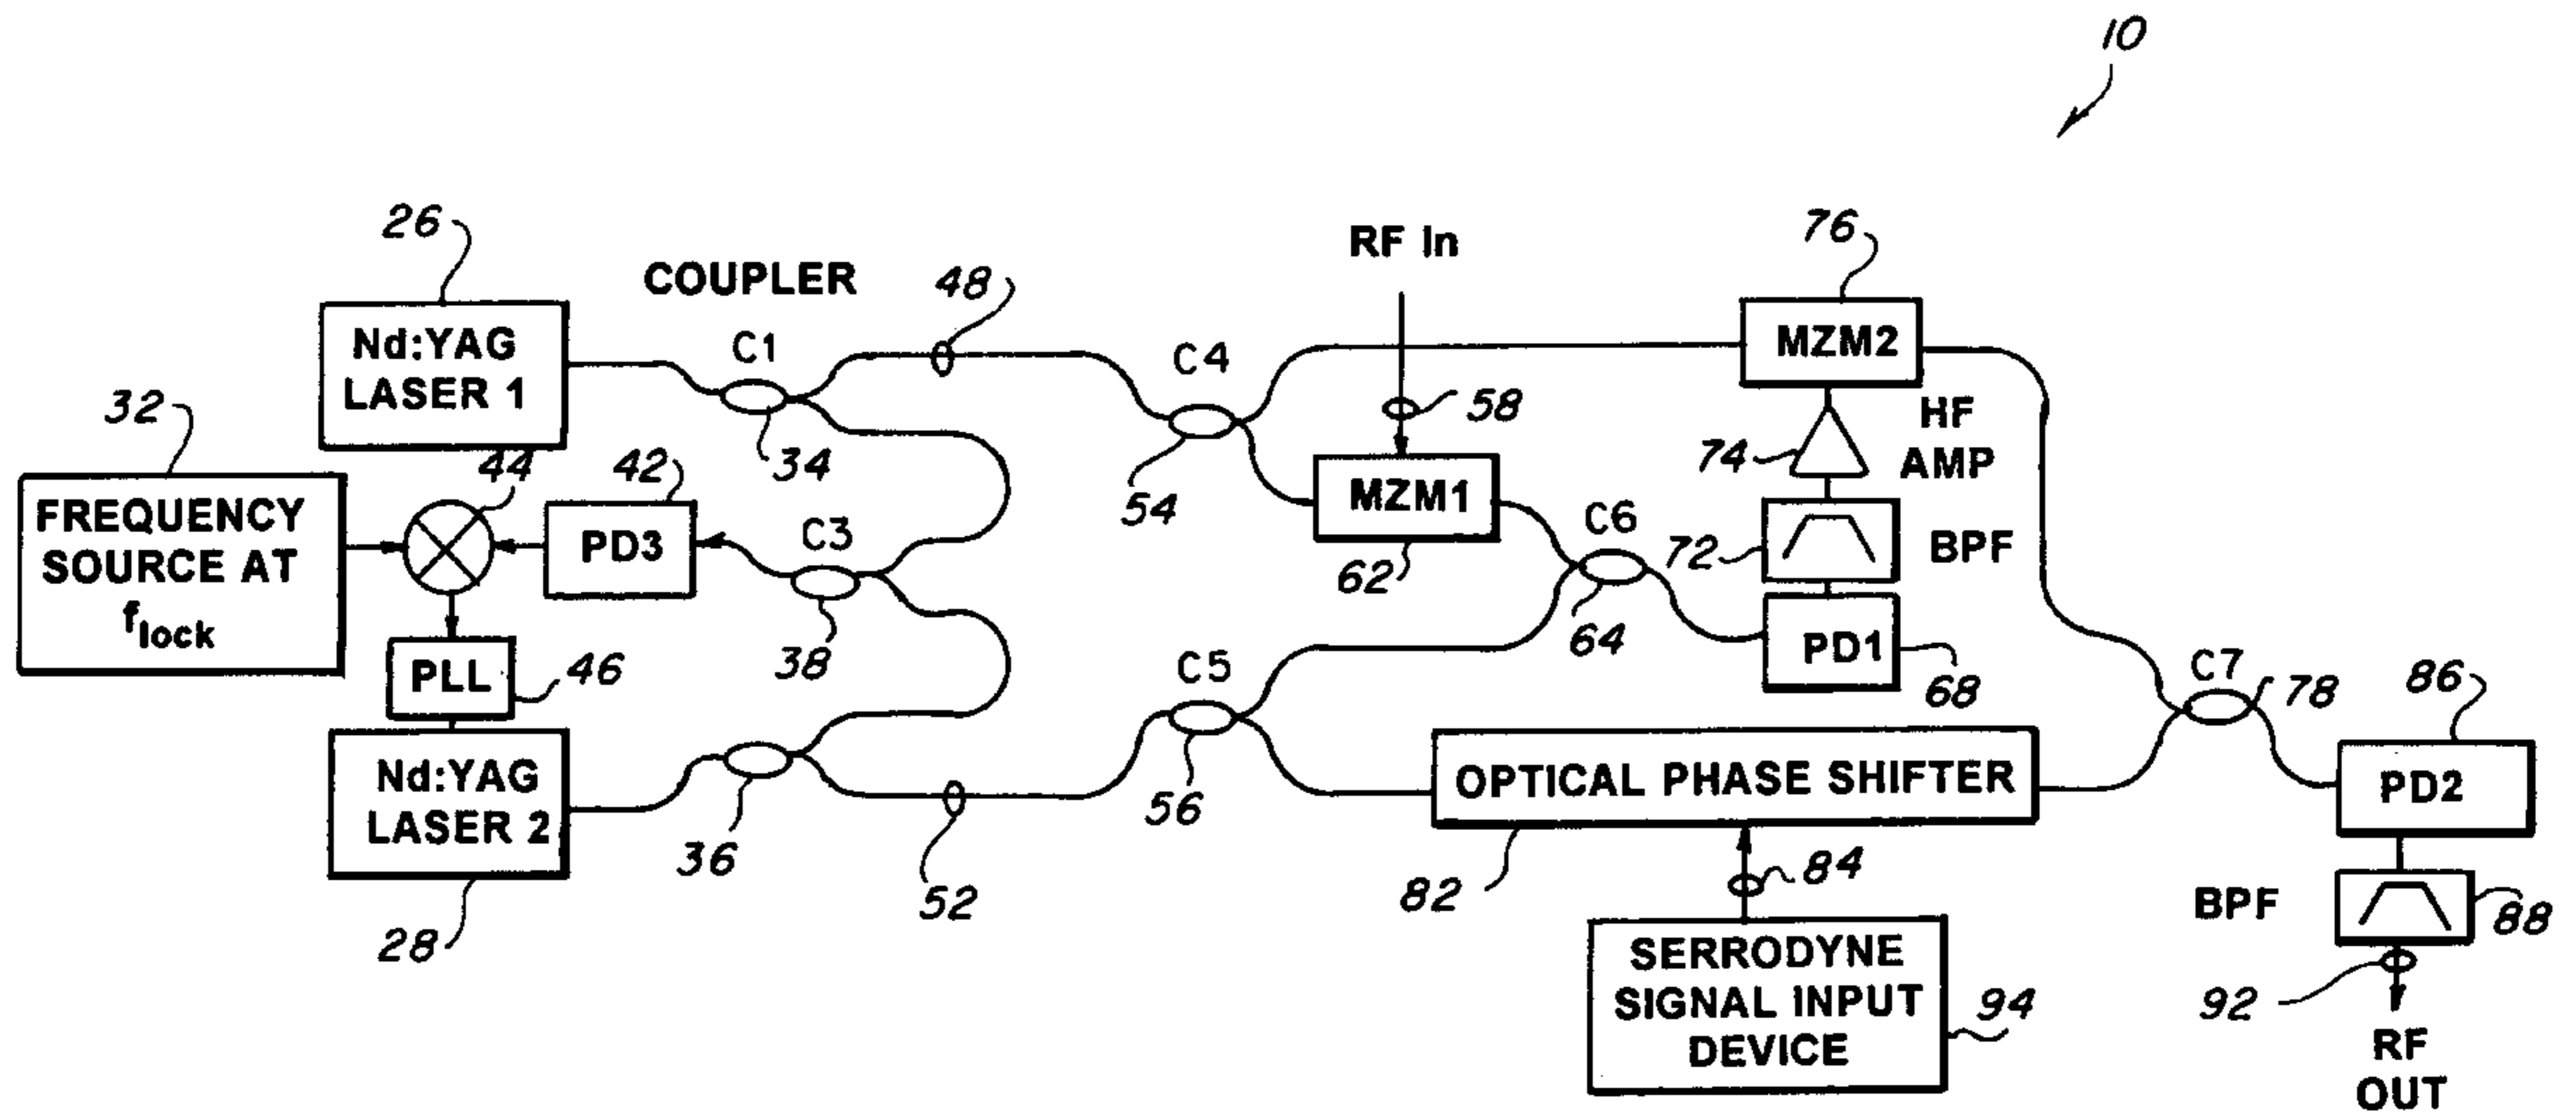 10
26
COUPLER
48
RF In
76
Nd:YAG
LASER 1
C1
C4
MZM2
32
34
54
58
HF
AMP
74
FREQUENCY
SOURCE AT
flock
44
42
PD3
C3
38
MZM1
62
C6
64
72
BPF
PD1
68
PLL
46
C5
56
C7
78
86
PD2
Nd:YAG
LASER 2
28
36
52
OPTICAL PHASE SHIFTER
82
84
BPF
88
SERRODYNE
SIGNAL INPUT
DEVICE
94
92
RF
OUT